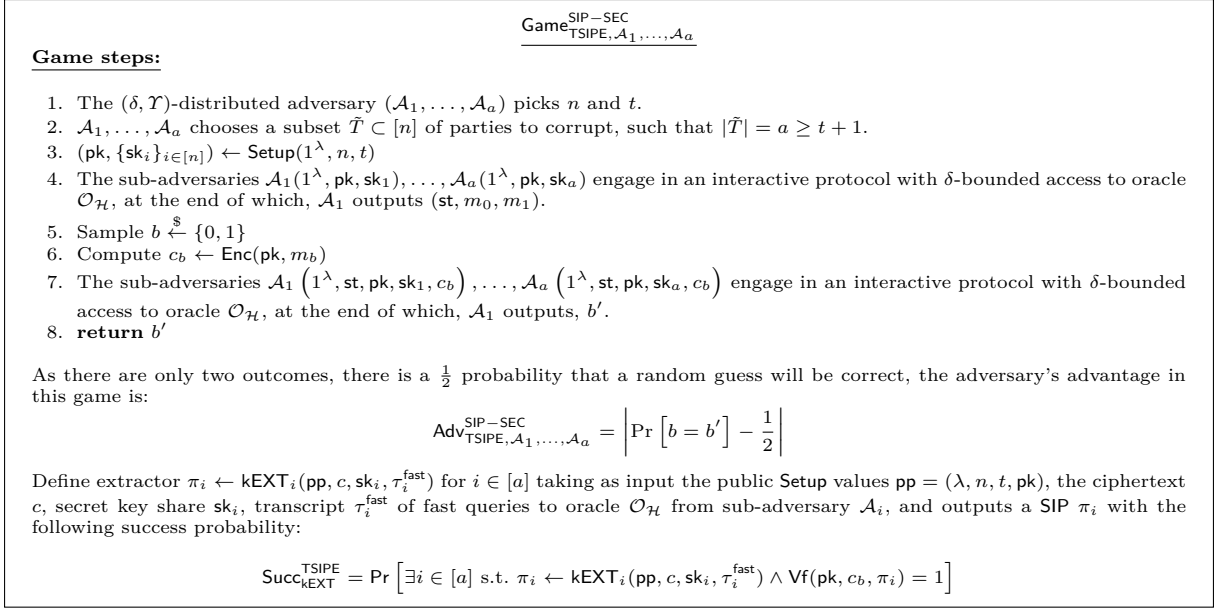 Game^{SIP−SEC}_{TSIPE,𝒜_1,…,𝒜_a}
Game steps:
1. The (δ, ϒ)-distributed adversary (𝒜_1, . . . , 𝒜_a) picks n and t.
2. 𝒜_1, . . . , 𝒜_a chooses a subset T̃ ⊂ [n] of parties to corrupt, such that |T̃| = a ≥ t + 1.
3. (pk, {sk_i}_{i∈[n]}) ← Setup(1^λ, n, t)
4. The sub-adversaries 𝒜_1(1^λ, pk, sk_1), . . . , 𝒜_a(1^λ, pk, sk_a) engage in an interactive protocol with δ-bounded access to oracle
𝒪_ℋ, at the end of which, 𝒜_1 outputs (st, m_0, m_1).
5. Sample b ←$ {0, 1}
6. Compute c_b ← Enc(pk, m_b)
7. The sub-adversaries 𝒜_1 (1^λ, st, pk, sk_1, c_b) , . . . , 𝒜_a (1^λ, st, pk, sk_a, c_b) engage in an interactive protocol with δ-bounded
access to oracle 𝒪_ℋ, at the end of which, 𝒜_1 outputs, b′.
8. return b′
As there are only two outcomes, there is a 1/2 probability that a random guess will be correct, the adversary's advantage in
this game is:
Adv^{SIP−SEC}_{TSIPE,𝒜_1,…,𝒜_a} = |Pr [b = b′] − 1/2|
Define extractor π_i ← kEXT_i(pp, c, sk_i, τ_i^{fast}) for i ∈ [a] taking as input the public Setup values pp = (λ, n, t, pk), the ciphertext
c, secret key share sk_i, transcript τ_i^{fast} of fast queries to oracle 𝒪_ℋ from sub-adversary 𝒜_i, and outputs a SIP π_i with the
following success probability:
Succ^{TSIPE}_{kEXT} = Pr [∃i ∈ [a] s.t. π_i ← kEXT_i(pp, c, sk_i, τ_i^{fast}) ∧ Vf(pk, c_b, π_i) = 1]